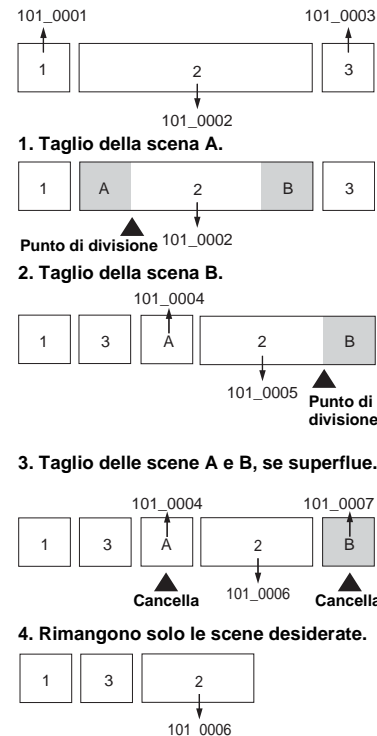 101_0001 101_0003
1 2 3
101_0002
1. Taglio della scena A.
1 A 2 B 3
Punto di divisione 101_0002
2. Taglio della scena B.
101_0004
1 3 A 2 B
101_0005
Punto di
divisione
3. Taglio delle scene A e B, se superflue.
101_0004 101_0007
1 3 A 2 B
Cancella 101_0006 Cancella
4. Rimangono solo le scene desiderate.
1 3 2
101_0006